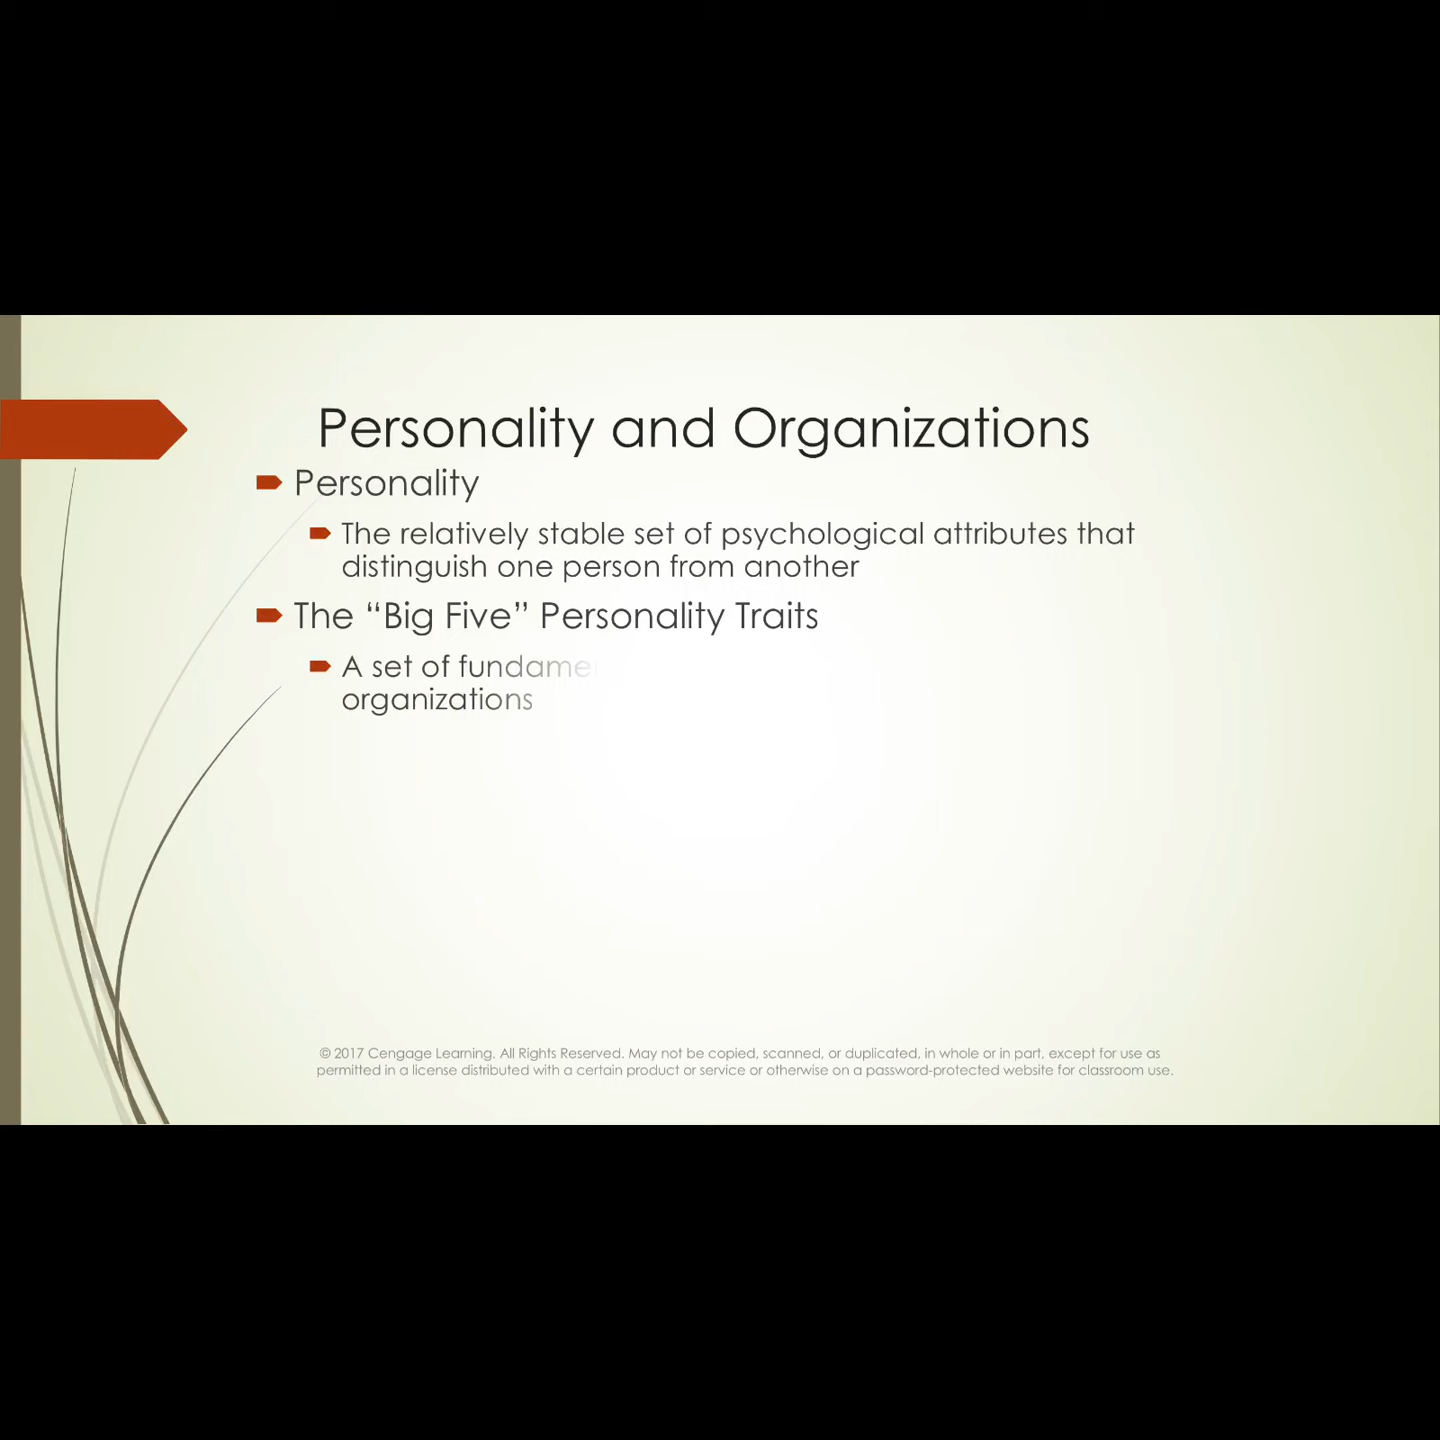 Personality and Organizations
Personality
The relatively stable set of psychological attributes that
distinguish one person from another
The “Big Five” Personality Traits
A set of
organizations
© 2017 Cengage Learning. All Rights Reserved. May not be copied, scanned, or duplicated, in whole or in part, except for use as
permitted in a license distributed with a certain product or service or otherwise on a password-protected website for classroom use.